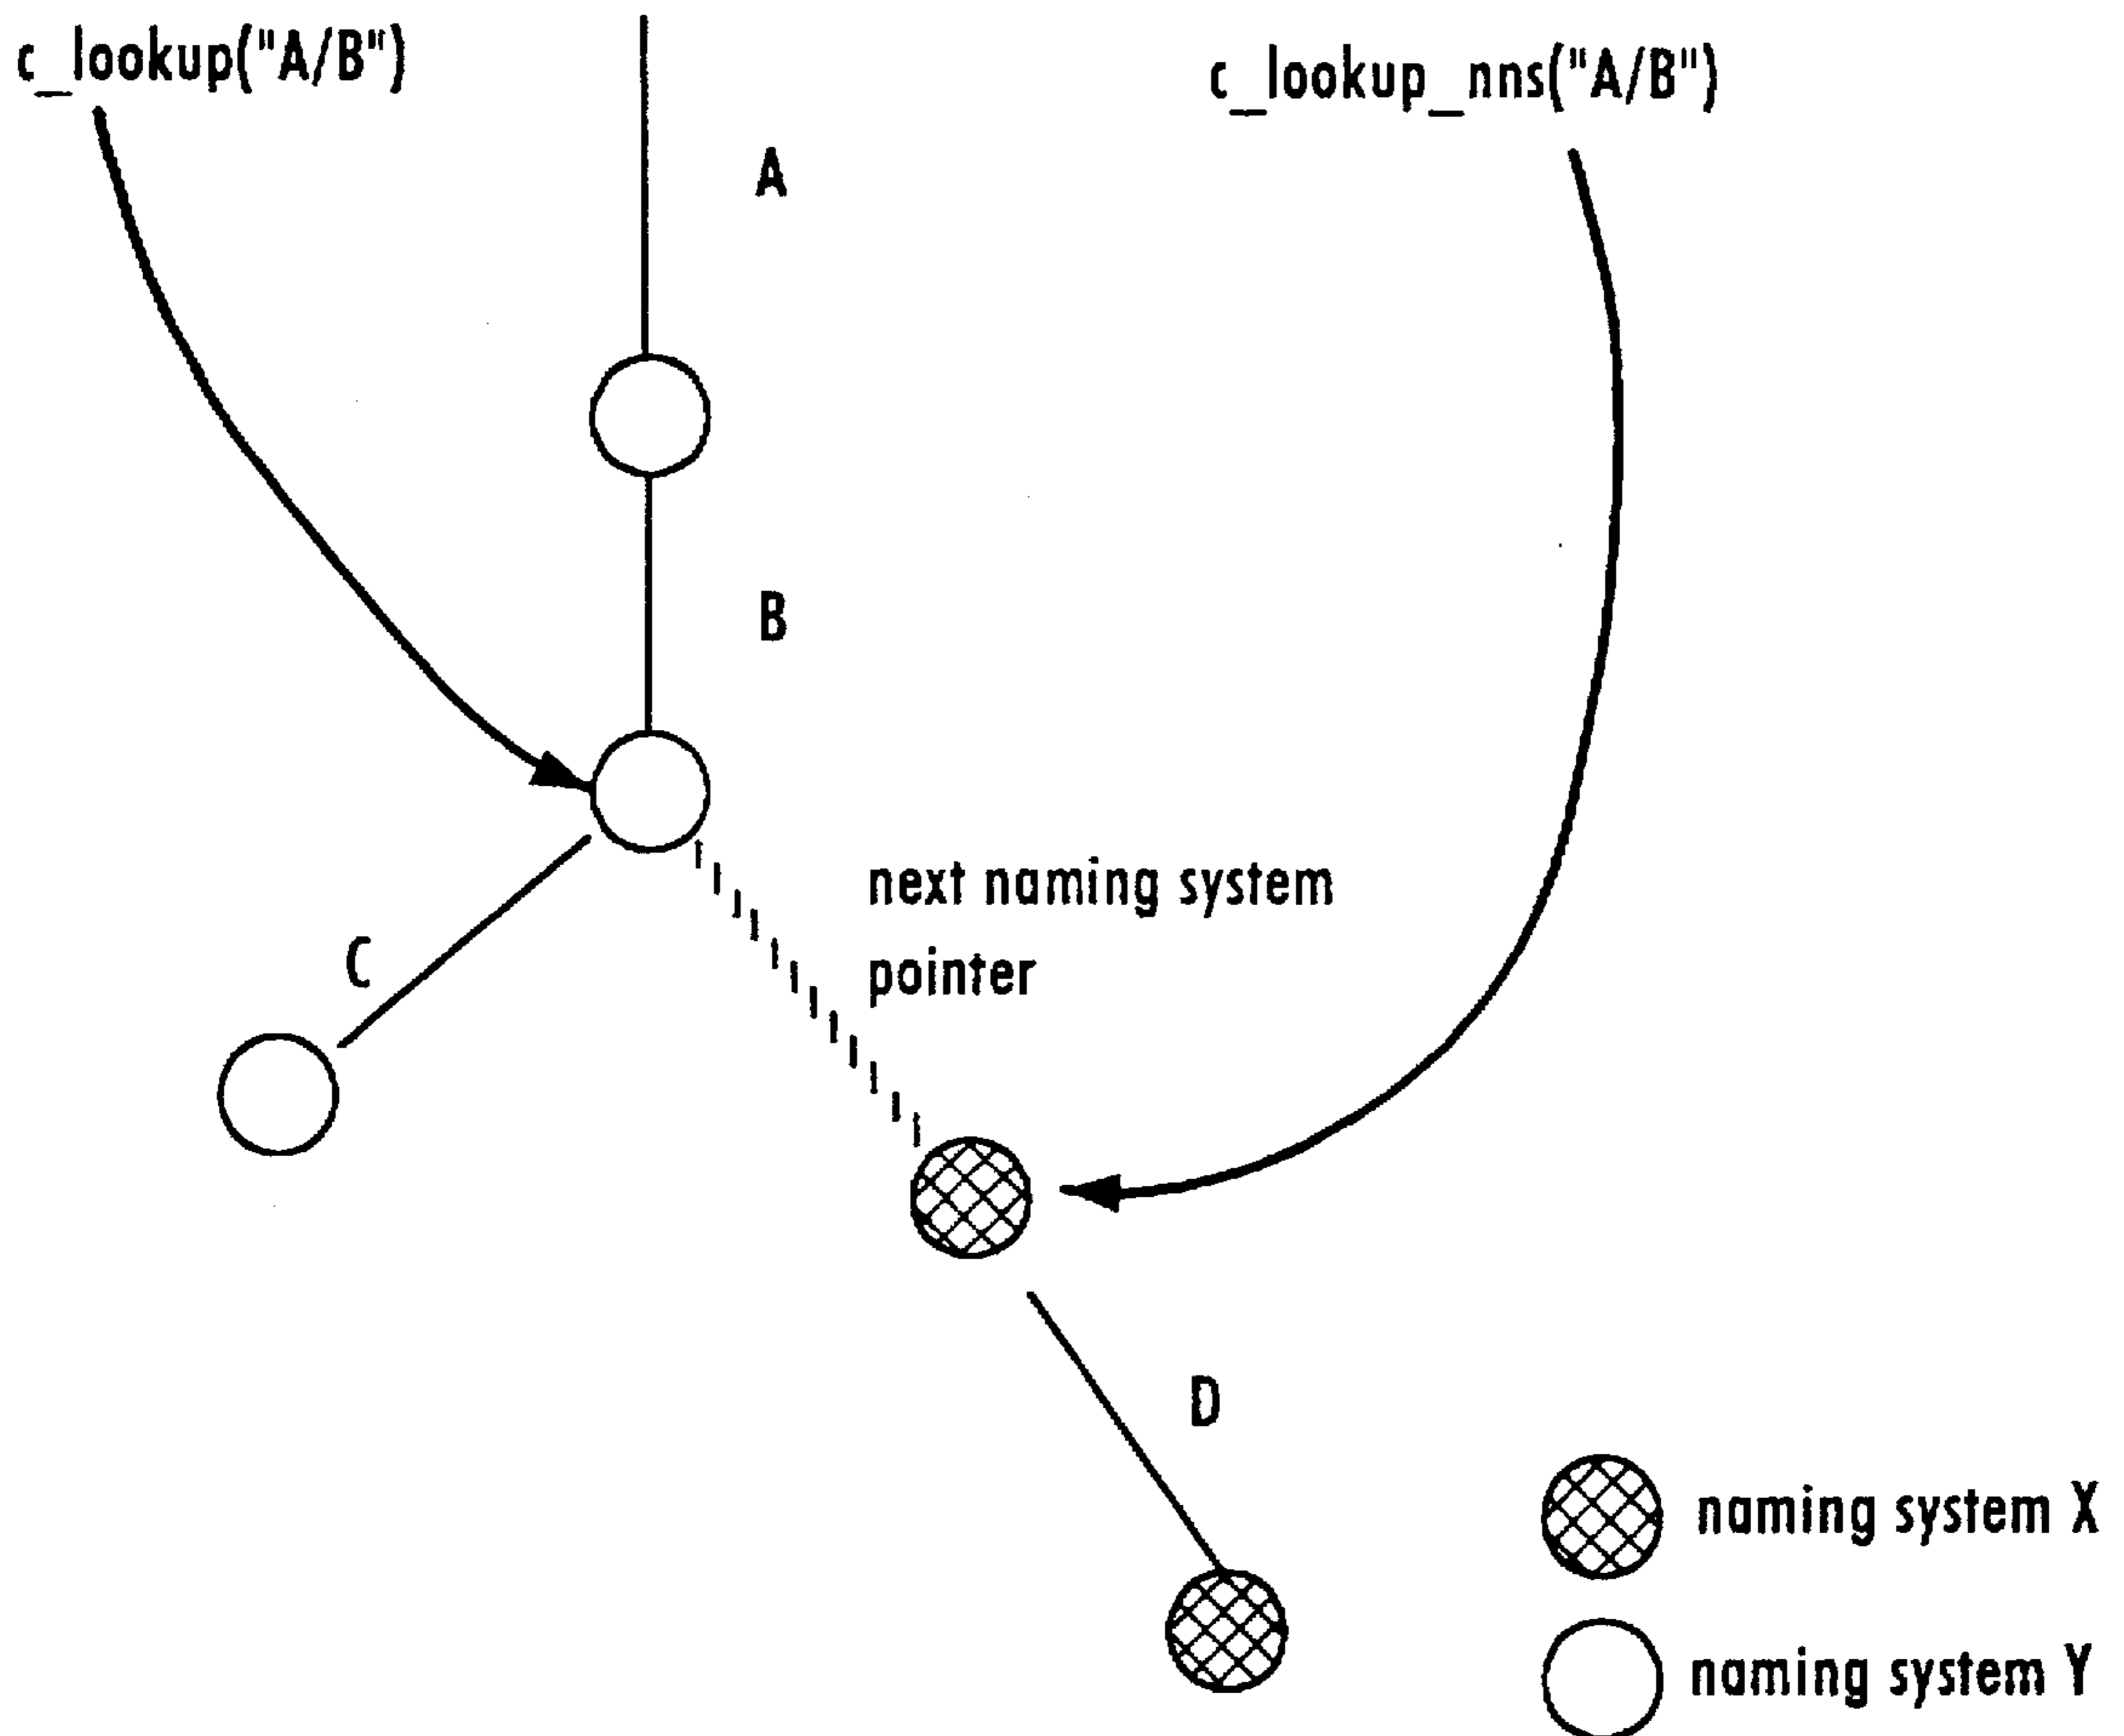 c_lookup("A/B")
c_lookup_nns("A/B")
A
B
next naming system
pointer
C
D
naming system X
naming system Y